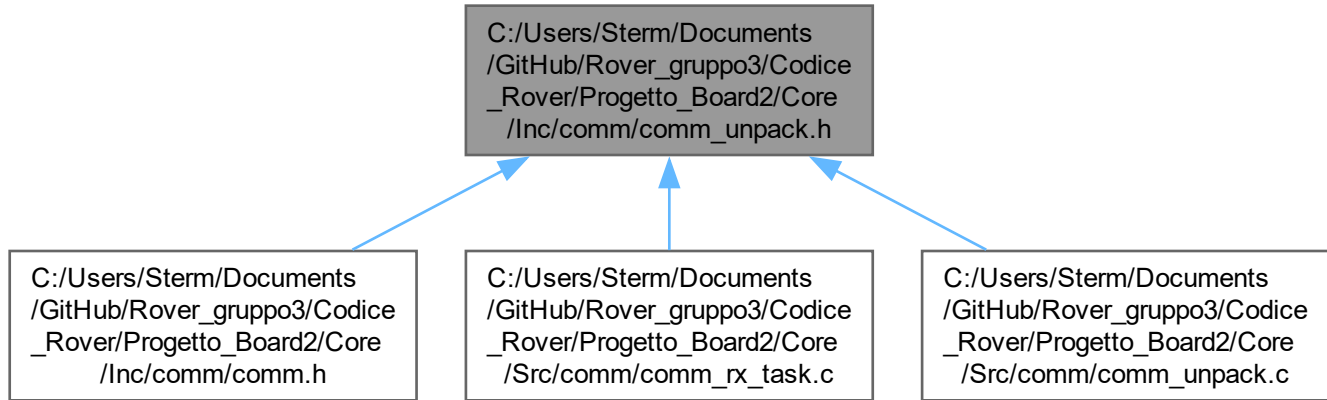 C:/Users/Sterm/Documents
/GitHub/Rover_gruppo3/Codice
_Rover/Progetto_Board2/Core
/Inc/comm/comm_unpack.h
C:/Users/Sterm/Documents
/GitHub/Rover_gruppo3/Codice
_Rover/Progetto_Board2/Core
/Inc/comm/comm.h
C:/Users/Sterm/Documents
/GitHub/Rover_gruppo3/Codice
_Rover/Progetto_Board2/Core
/Src/comm/comm_rx_task.c
C:/Users/Sterm/Documents
/GitHub/Rover_gruppo3/Codice
_Rover/Progetto_Board2/Core
/Src/comm/comm_unpack.c